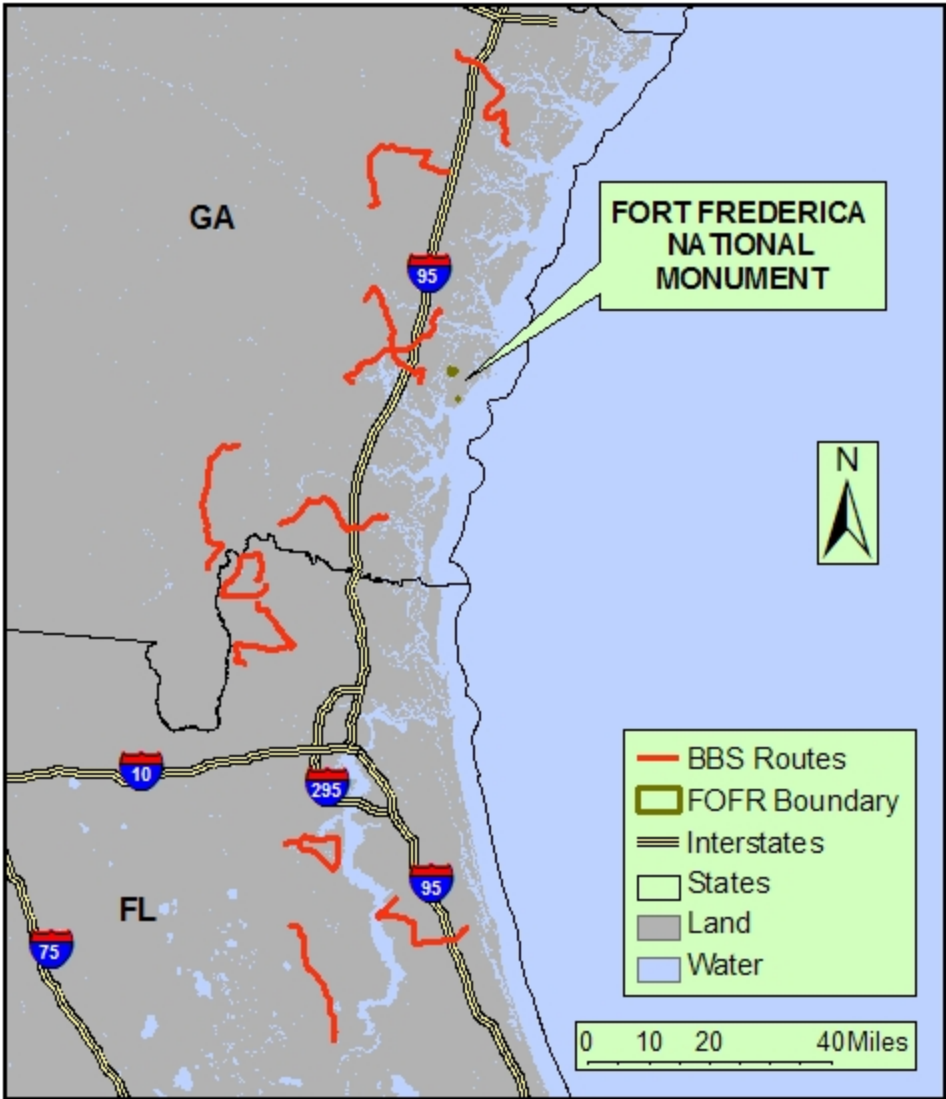 GA
95
FORT FREDERICA
NATIONAL
MONUMENT
N
10
295
95
FL
75
BBS Routes
FOFR Boundary
Interstates
States
Land
Water
0 10 20 40 Miles